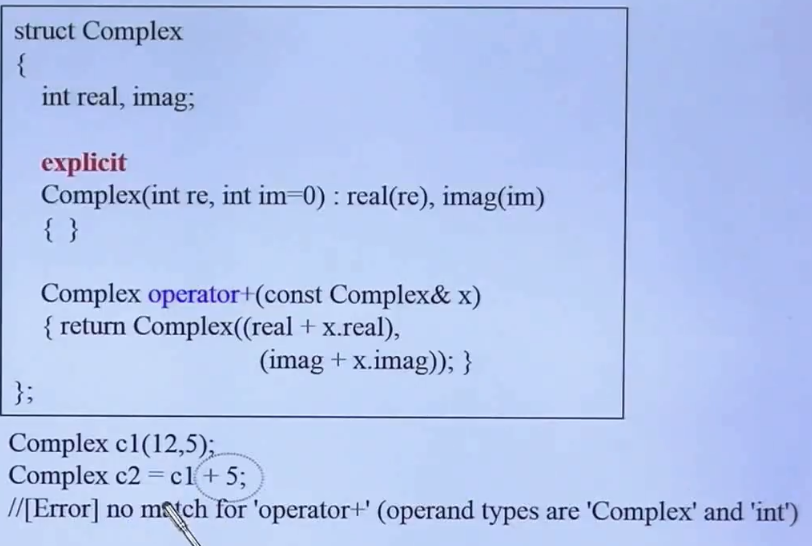 struct Complex
{
int real, imag;
explicit
Complex(int re, int im=0) : real(re), imag(im)
{ }
Complex operator+(const Complex& x)
{ return Complex((real + x.real),
(imag + x.imag)); }
};
Complex c1(12,5);
Complex c2 = c1 + 5;
//[Error] no match for 'operator+' (operand types are 'Complex' and 'int')